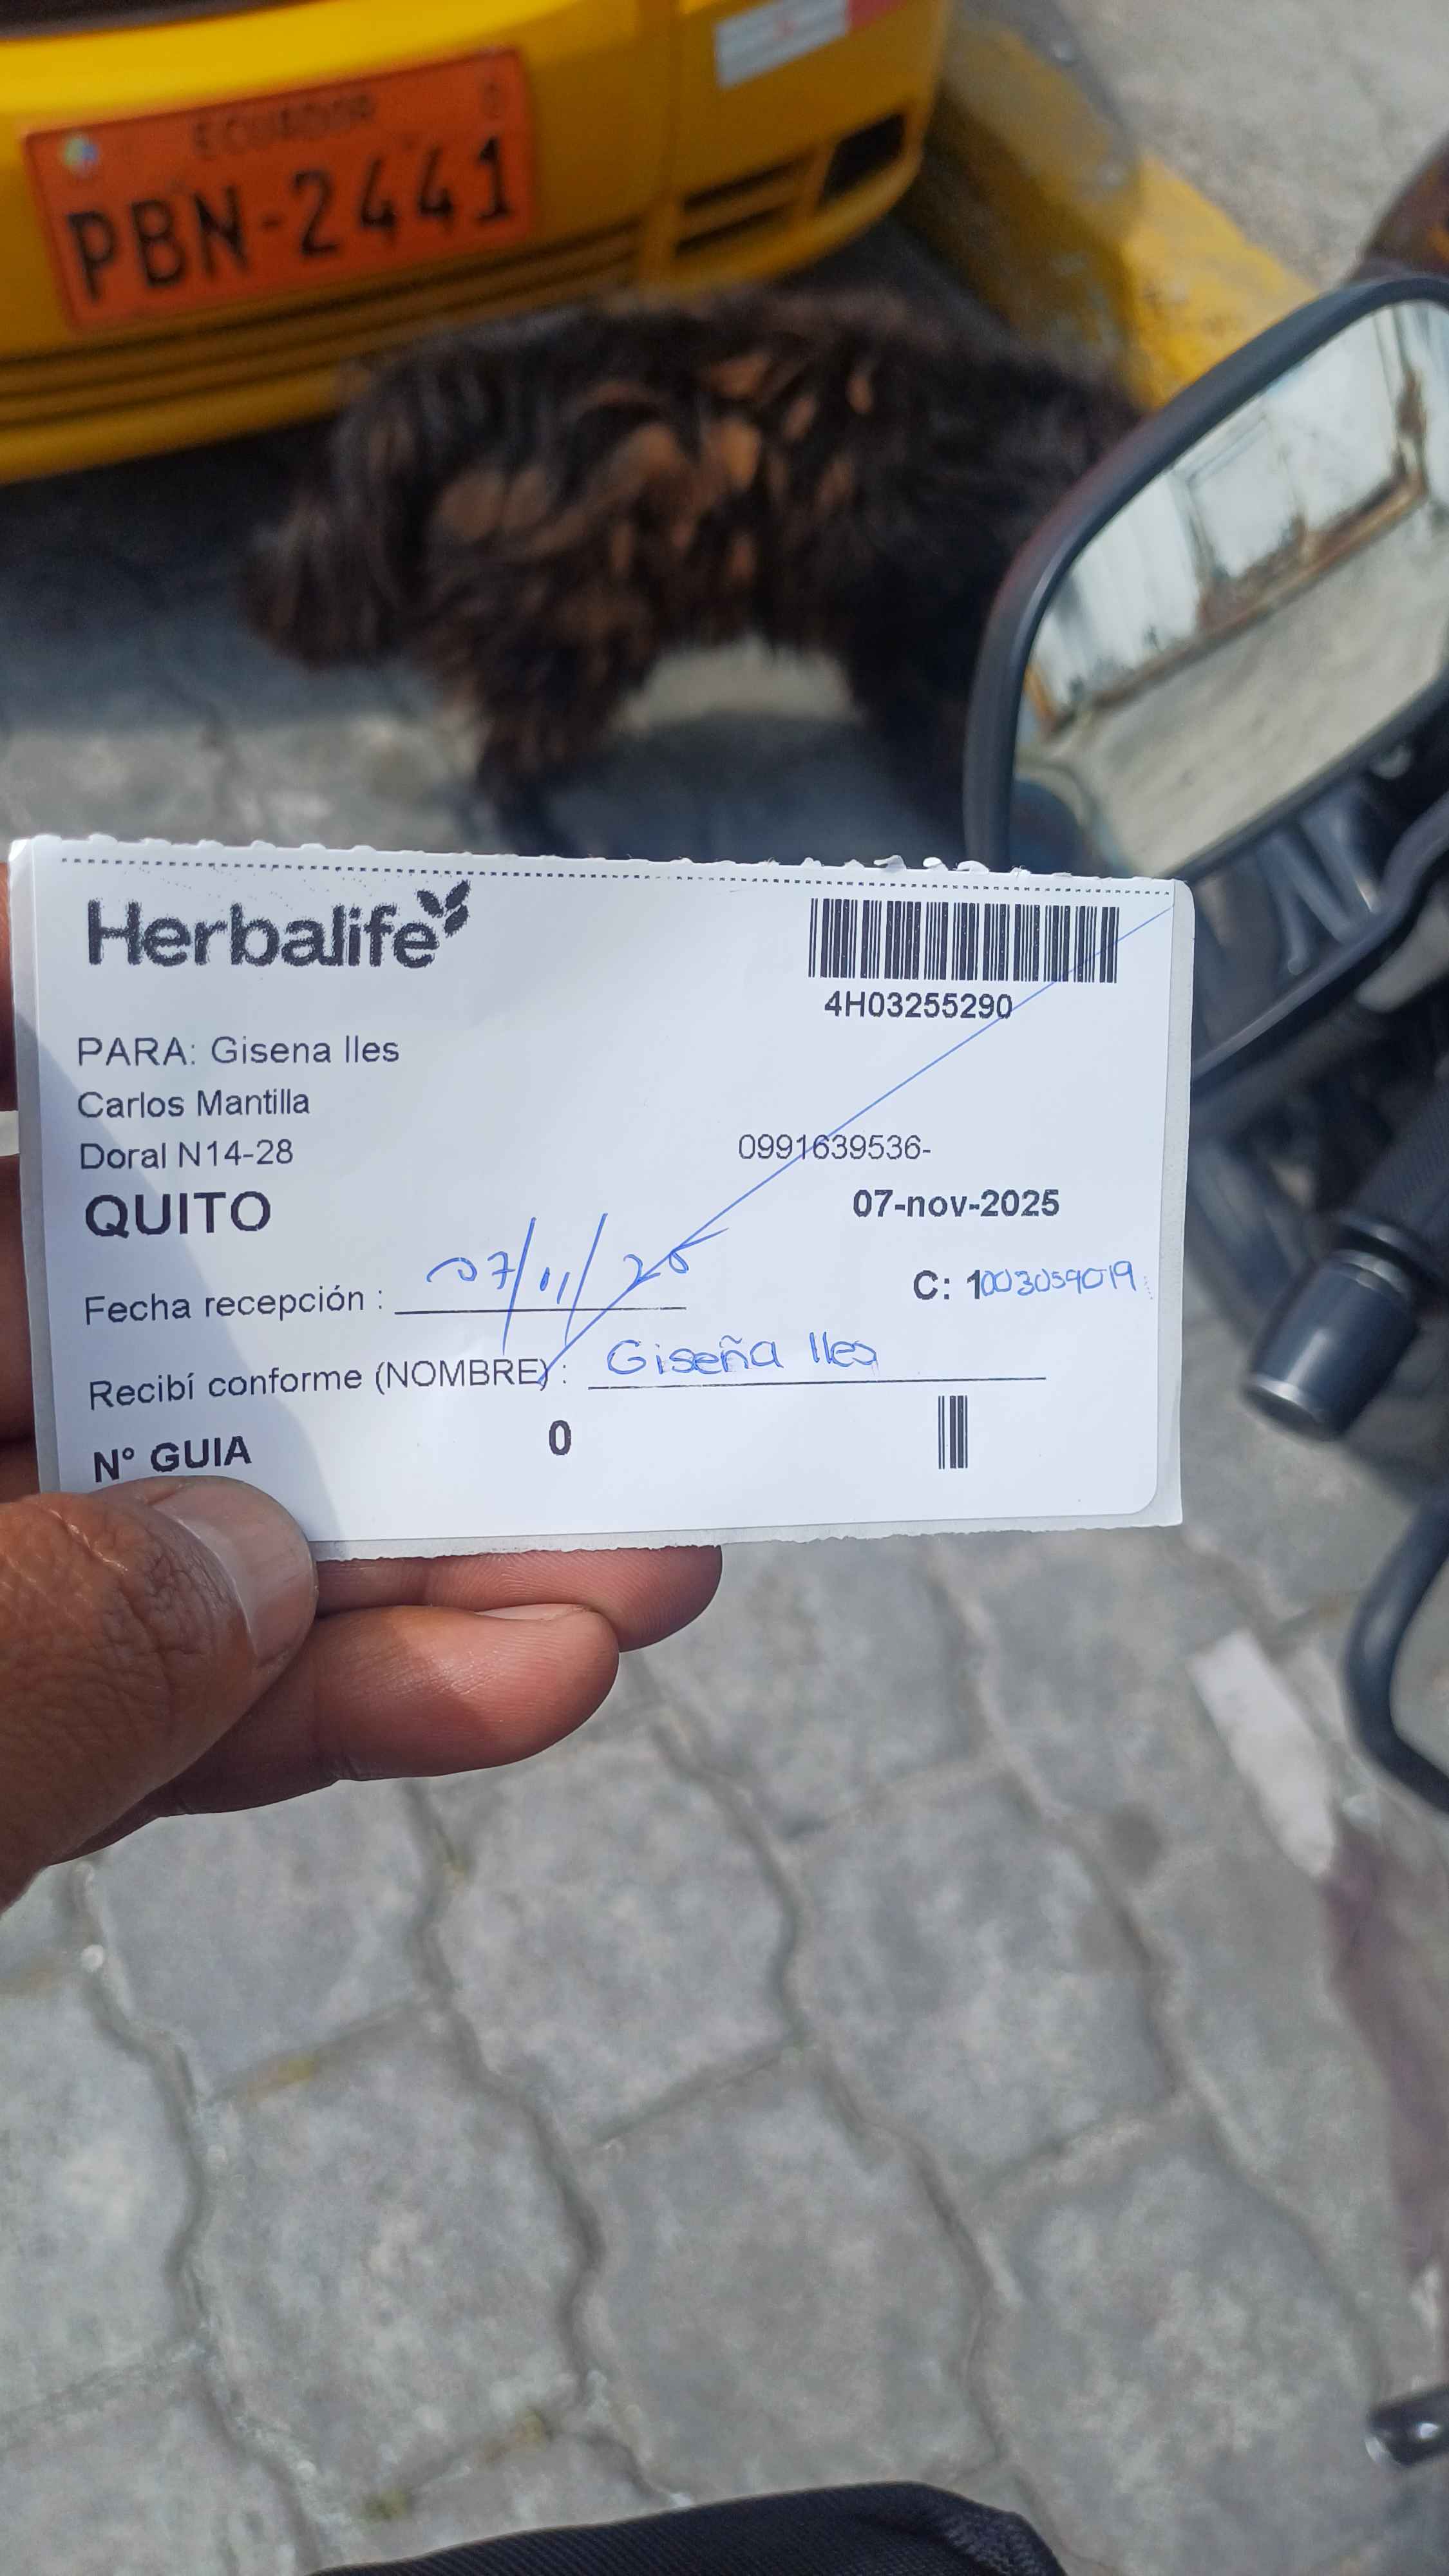 ECUADOR
PBN-2441
Herbalife
4H03255290
PARA: Gisena Iles
Carlos Mantilla
Doral N14-28
0991639536-
QUITO
07-nov-2025
Fecha recepción : 07/11/25
C: 1003059019
Recibí conforme (NOMBRE) : Giseña Iles
N° GUIA 0